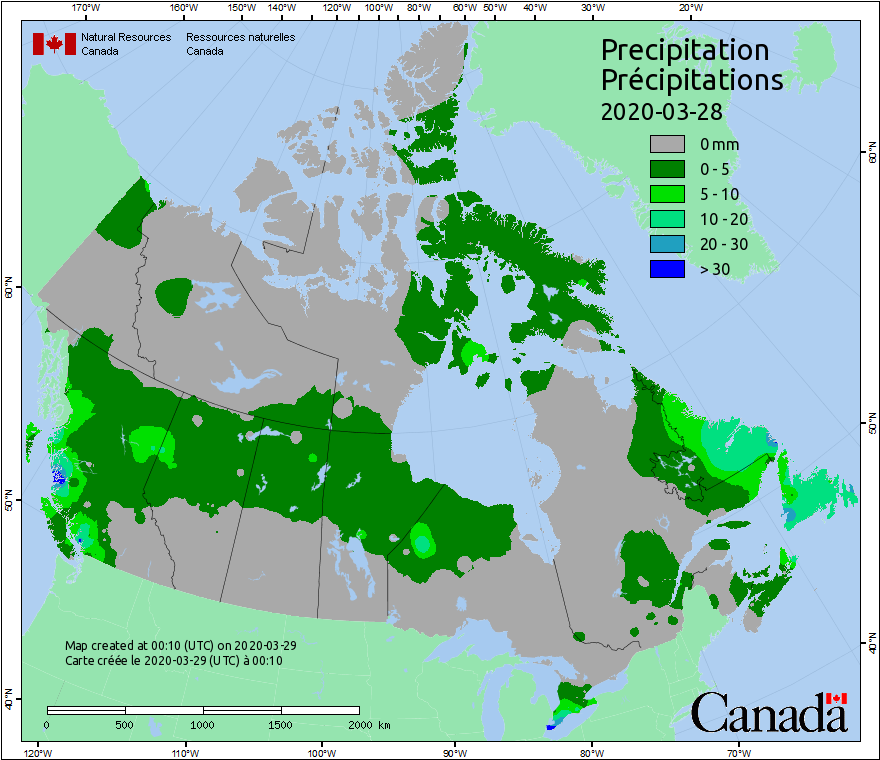 170°W 160°W 150°W 140°W 120°W 100°W 80°W 60°W 50°W 40°W 30°W 20°W
Natural Resources Canada
Ressources naturelles Canada
Precipitation
Précipitations
2020-03-28
0 mm
0 - 5
5 - 10
10 - 20
20 - 30
> 30
60°N
50°N
40°N
60°N
50°N
40°N
Map created at 00:10 (UTC) on 2020-03-29
Carte créée le 2020-03-29 (UTC) à 00:10
0 500 1000 1500 2000 km
Canada
120°W 110°W 100°W 90°W 80°W 70°W